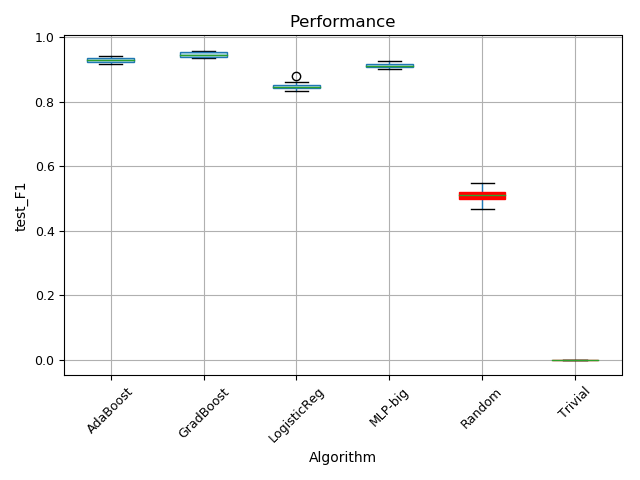 Performance
1.0
0.8
0.6
0.4
0.2
0.0
test_F1
AdaBoost
GradBoost
LogisticReg
MLP-big
Random
Trivial
Algorithm